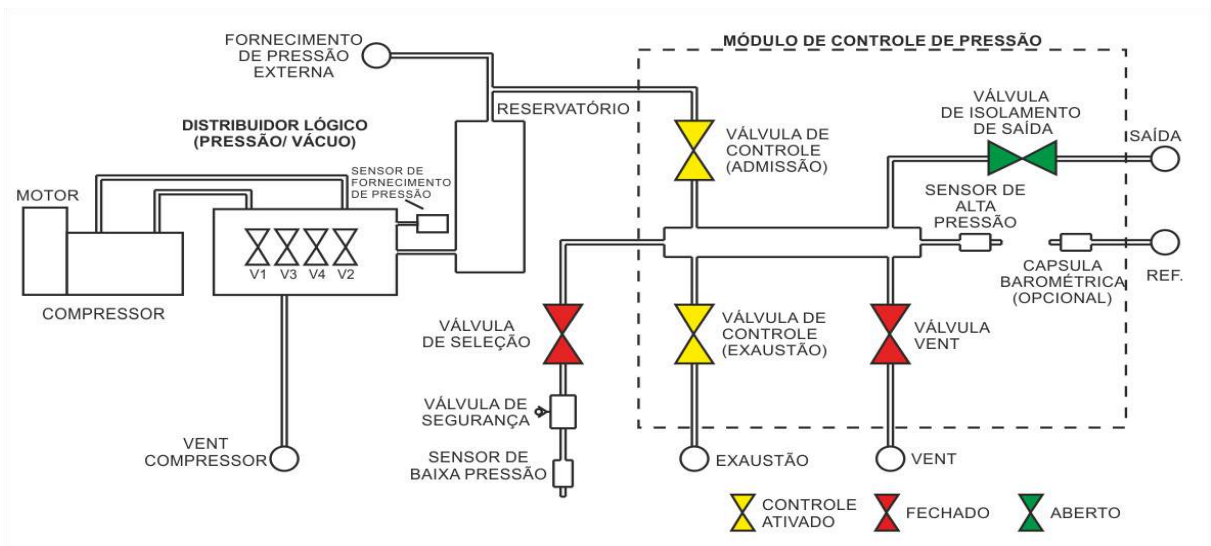 FORNECIMENTO
DE PRESSÃO
EXTERNA
MÓDULO DE CONTROLE DE PRESSÃO
RESERVATÓRIO
DISTRIBUIDOR LÓGICO
(PRESSÃO/ VÁCUO)
SENSOR DE
FORNECIMENTO
DE PRESSÃO
VÁLVULA DE
CONTROLE
(ADMISSÃO)
VÁLVULA
DE ISOLAMENTO
DE SAÍDA
SAÍDA
MOTOR
SENSOR DE
ALTA
PRESSÃO
V1
V3
V4
V2
COMPRESSOR
CAPSULA
BAROMÉTRICA
(OPCIONAL)
REF.
VÁLVULA
DE SELEÇÃO
VÁLVULA DE
CONTROLE
(EXAUSTÃO)
VÁLVULA
VENT
VÁLVULA DE
SEGURANÇA
VENT
COMPRESSOR
SENSOR DE
BAIXA PRESSÃO
EXAUSTÃO
VENT
CONTROLE
ATIVADO
FECHADO
ABERTO